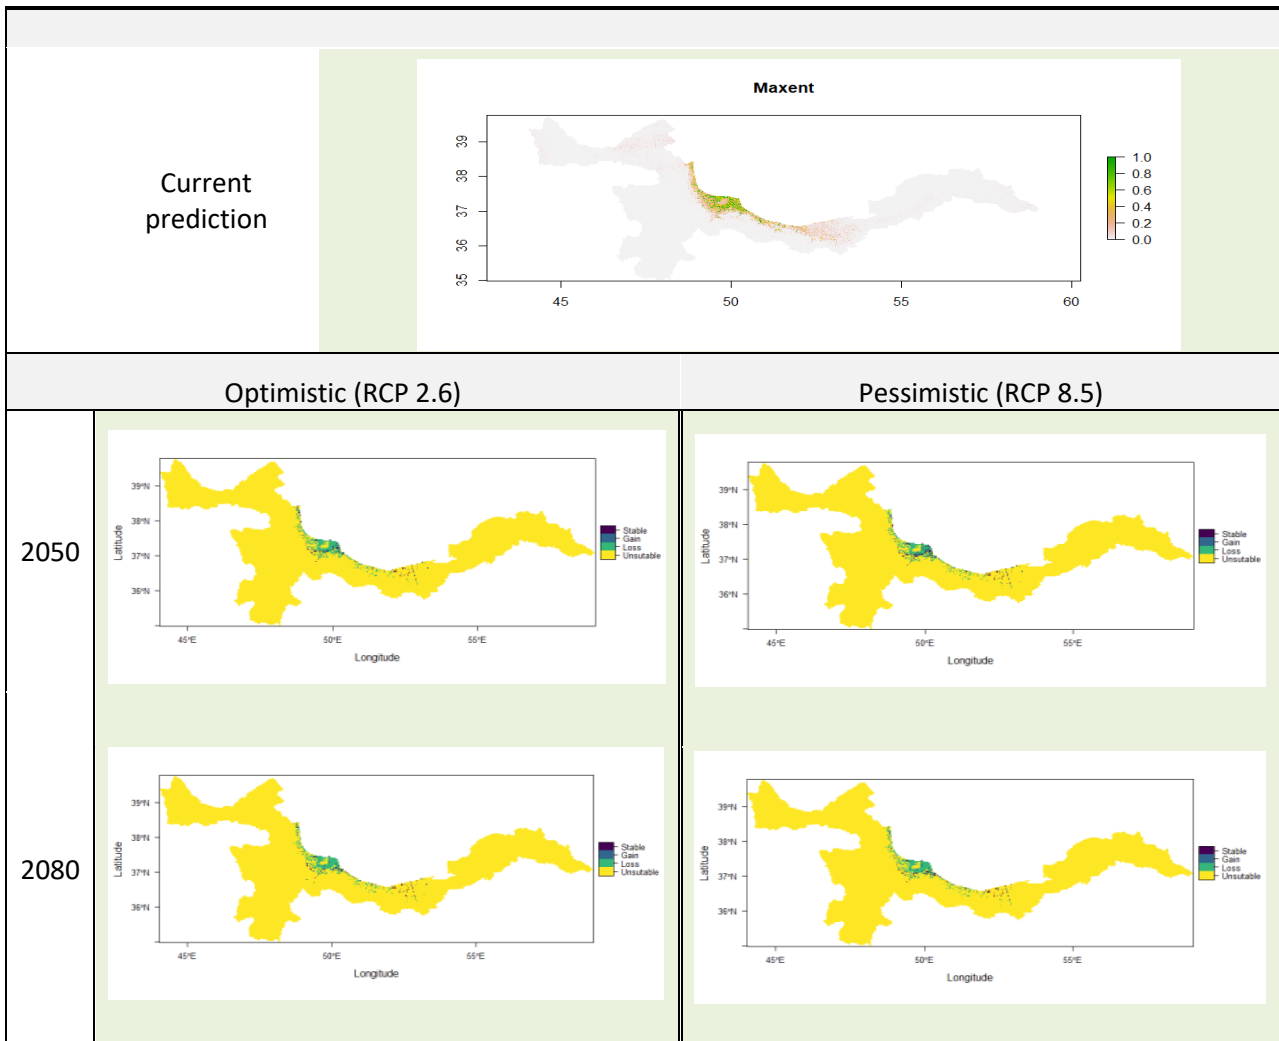 Current
prediction
Maxent
39
38
37
36
35
45
50
55
60
1.0
0.8
0.6
0.4
0.2
0.0
Optimistic (RCP 2.6)
Pessimistic (RCP 8.5)
2050
Latitude
39°N
38°N
37°N
36°N
45°E
50°E
55°E
Longitude
Stable
Gain
Loss
Unsutable
Latitude
39°N
38°N
37°N
36°N
45°E
50°E
55°E
Longitude
Stable
Gain
Loss
Unsutable
2080
Latitude
39°N
38°N
37°N
36°N
45°E
50°E
55°E
Longitude
Stable
Gain
Loss
Unsutable
Latitude
39°N
38°N
37°N
36°N
45°E
50°E
55°E
Longitude
Stable
Gain
Loss
Unsutable